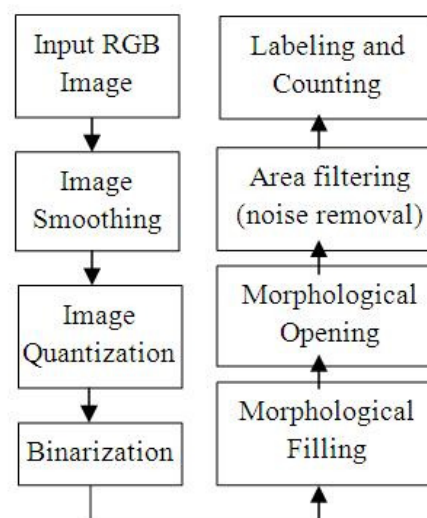 Input RGB
Image
Image
Smoothing
Image
Quantization
Binarization
Morphological
Filling
Morphological
Opening
Area filtering
(noise removal)
Labeling and
Counting